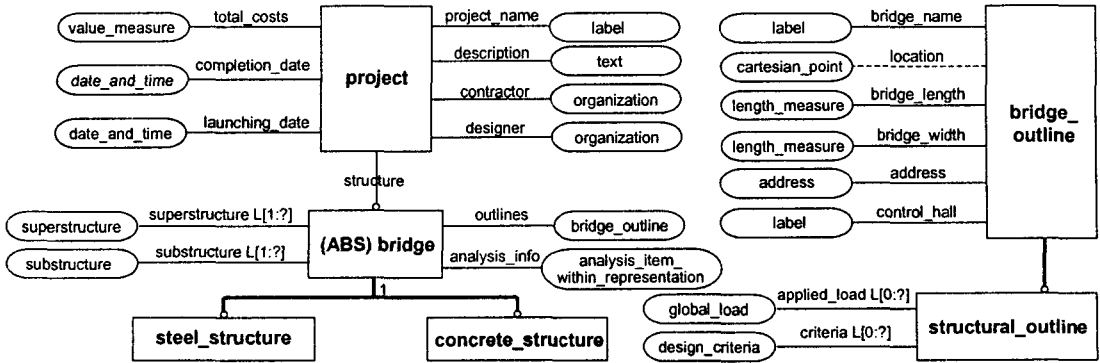 total_costs
value_measure
completion_date
date_and_time
launching_date
date_and_time
project
project_name
label
description
text
contractor
organization
designer
organization
structure
superstructure L[1:?]
superstructure
substructure L[1:?]
substructure
(ABS) bridge
outlines
bridge_outline
analysis_info
analysis_item_
within_representation
1
steel_structure
concrete_structure
bridge_name
label
location
cartesian_point
bridge_length
length_measure
bridge_width
length_measure
address
address
control_hall
label
bridge_
outline
applied_load L[0:?]
global_load
criteria L[0:?]
design_criteria
structural_outline